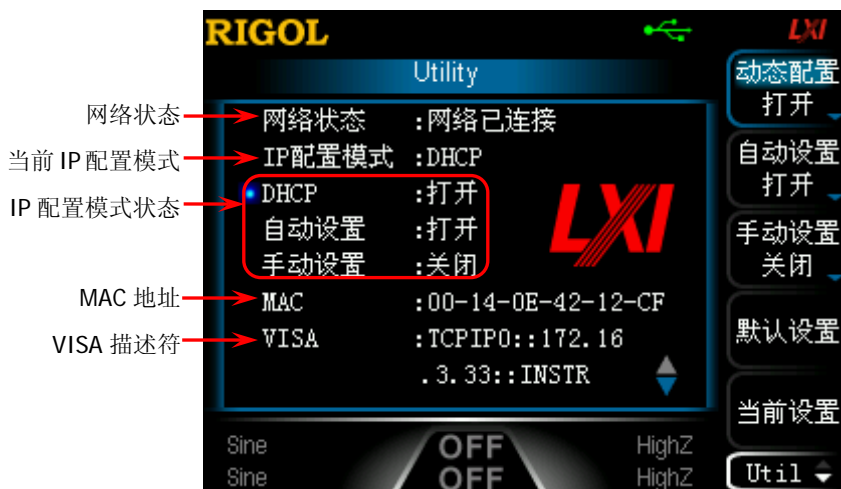 RIGOL
LXI
Utility
动态配置
打开
网络状态
网络状态 :网络已连接
当前 IP 配置模式
IP配置模式 :DHCP
自动设置
打开
IP 配置模式状态
DHCP :打开
自动设置 :打开
手动设置 :关闭
LXI
手动设置
关闭
MAC 地址
MAC :00-14-0E-42-12-CF
VISA 描述符
VISA :TCPIP0::172.16
.3.33::INSTR
默认设置
当前设置
Sine OFF HighZ
Sine OFF HighZ
Util